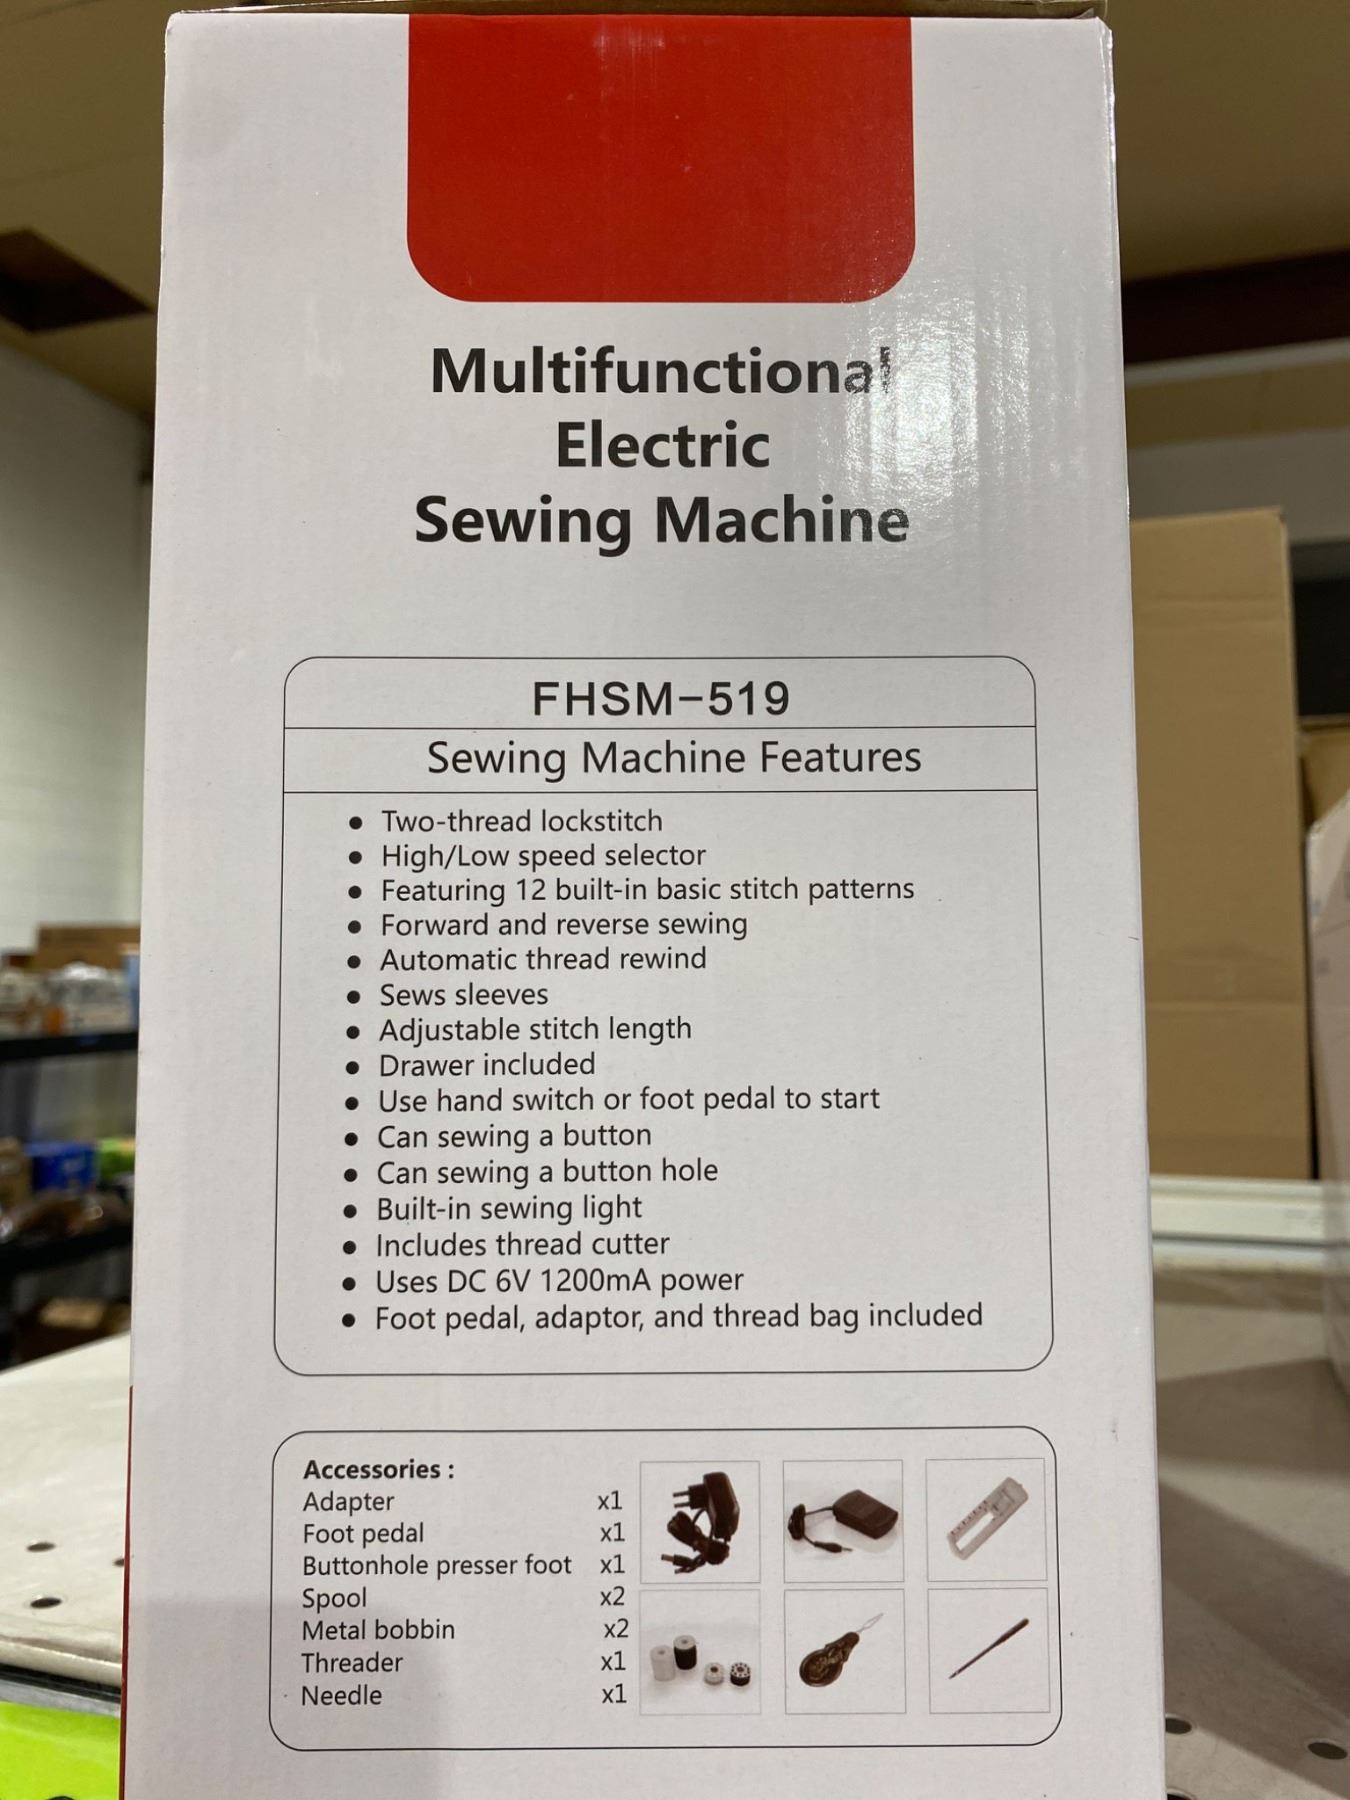 Multifunctional
Electric
Sewing Machine
FHSM-519
Sewing Machine Features
● Two-thread lockstitch
● High/Low speed selector
● Featuring 12 built-in basic stitch patterns
● Forward and reverse sewing
● Automatic thread rewind
● Sews sleeves
● Adjustable stitch length
● Drawer included
● Use hand switch or foot pedal to start
● Can sewing a button
● Can sewing a button hole
● Built-in sewing light
● Includes thread cutter
● Uses DC 6V 1200mA power
● Foot pedal, adaptor, and thread bag included
Accessories :
Adapter x1
Foot pedal x1
Buttonhole presser foot x1
Spool x2
Metal bobbin x2
Threader x1
Needle x1